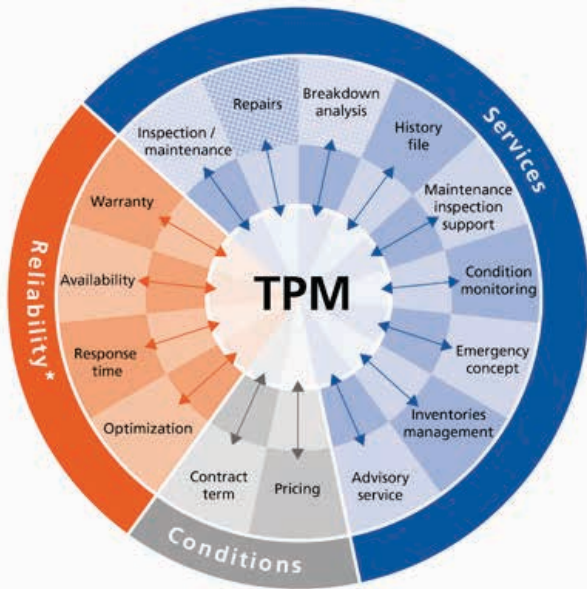 Services
Inspection /
maintenance
Repairs
Breakdown
analysis
History
file
Maintenance
inspection
support
Condition
monitoring
Emergency
concept
Inventories
management
Advisory
service
Conditions
Pricing
Contract
term
Reliability*
Optimization
Response
time
Availability
Warranty
TPM